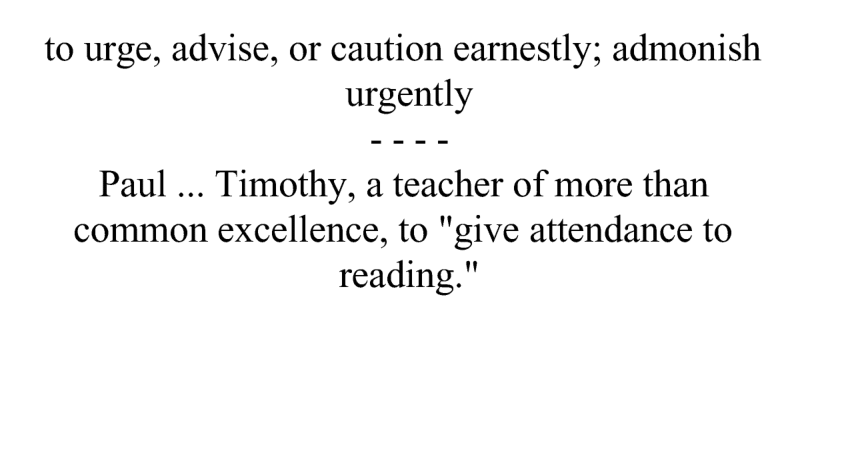 to urge, advise, or caution earnestly; admonish
urgently
- - - -
Paul ... Timothy, a teacher of more than
common excellence, to "give attendance to
reading."